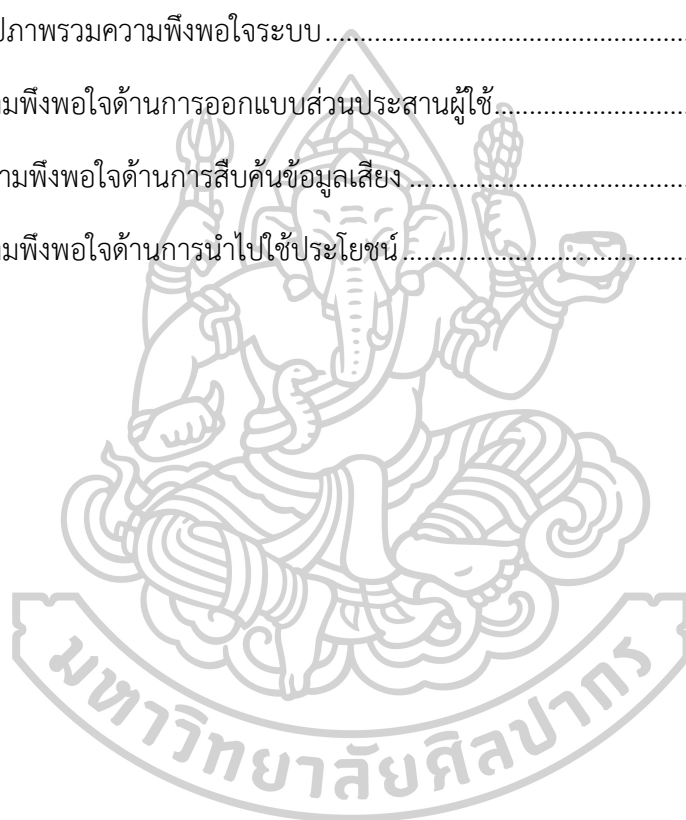 ปภาพรวมความพึงพอใจระบบ........................................................
ามพึงพอใจด้านการออกแบบส่วนประสานผู้ใช้.............................
ามพึงพอใจด้านการสืบค้นข้อมูลเสียง.........................................
ามพึงพอใจด้านการนำไปใช้ประโยชน์..........................................
มหาวิทยาลัยศิลปากร